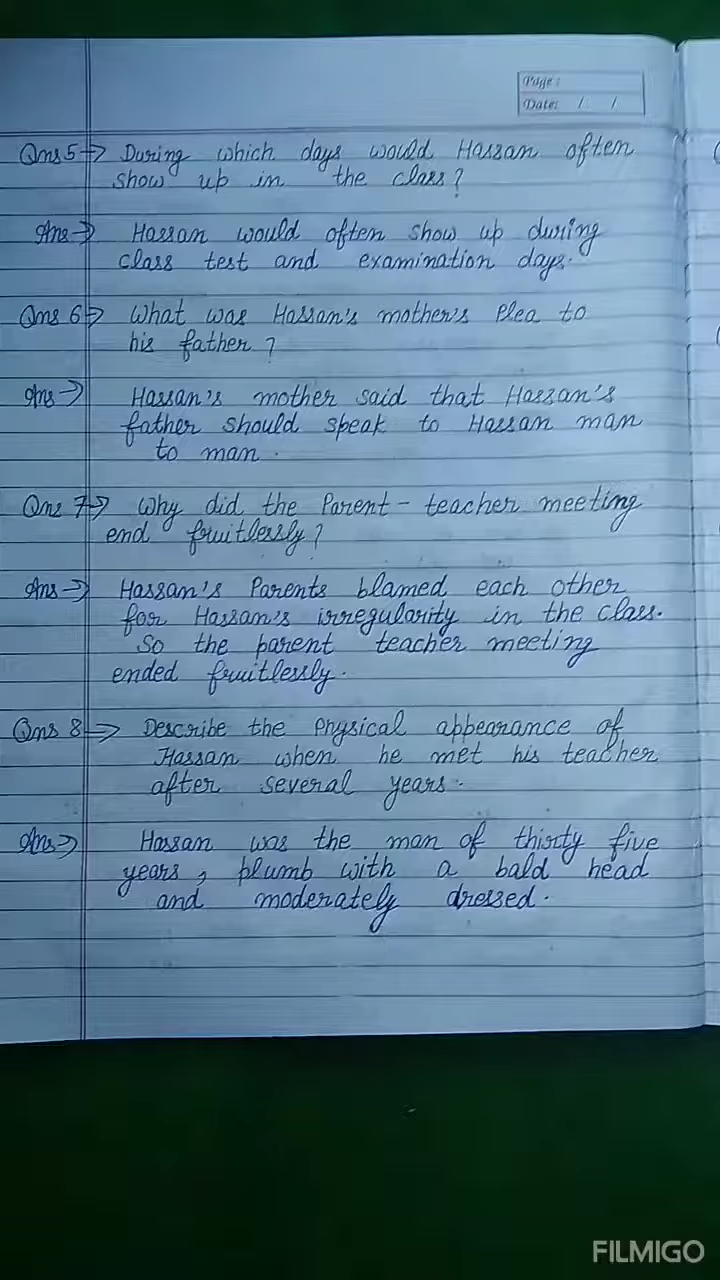 Page:
Date: / /
Qns 5→ During which days would Hassan often
show up in the class?
Ans→ Hassan would often show up during
class test and examination days.
Qns 6→ What was Hassan's mother's Plea to
his father?
Ans→ Hassan's mother said that Hassan's
father should speak to Hassan man
to man.
Qns 7→ Why did the Parent-teacher meeting
end fruitlessly?
Ans→ Hassan's Parents blamed each other
for Hassan's irregularity in the class.
So the parent teacher meeting
ended fruitlessly.
Qns 8→ Describe the Physical appearance of
Hassan when he met his teacher
after several years.
Ans→ Hassan was the man of thirty five
years, plumb with a bald head
and moderately dressed.
FILMIGO